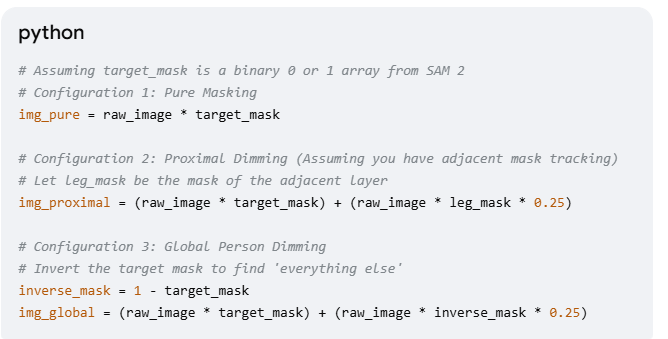 python
# Assuming target_mask is a binary 0 or 1 array from SAM 2
# Configuration 1: Pure Masking
img_pure = raw_image * target_mask
# Configuration 2: Proximal Dimming (Assuming you have adjacent mask tracking)
# Let leg_mask be the mask of the adjacent layer
img_proximal = (raw_image * target_mask) + (raw_image * leg_mask * 0.25)
# Configuration 3: Global Person Dimming
# Invert the target mask to find 'everything else'
inverse_mask = 1 - target_mask
img_global = (raw_image * target_mask) + (raw_image * inverse_mask * 0.25)